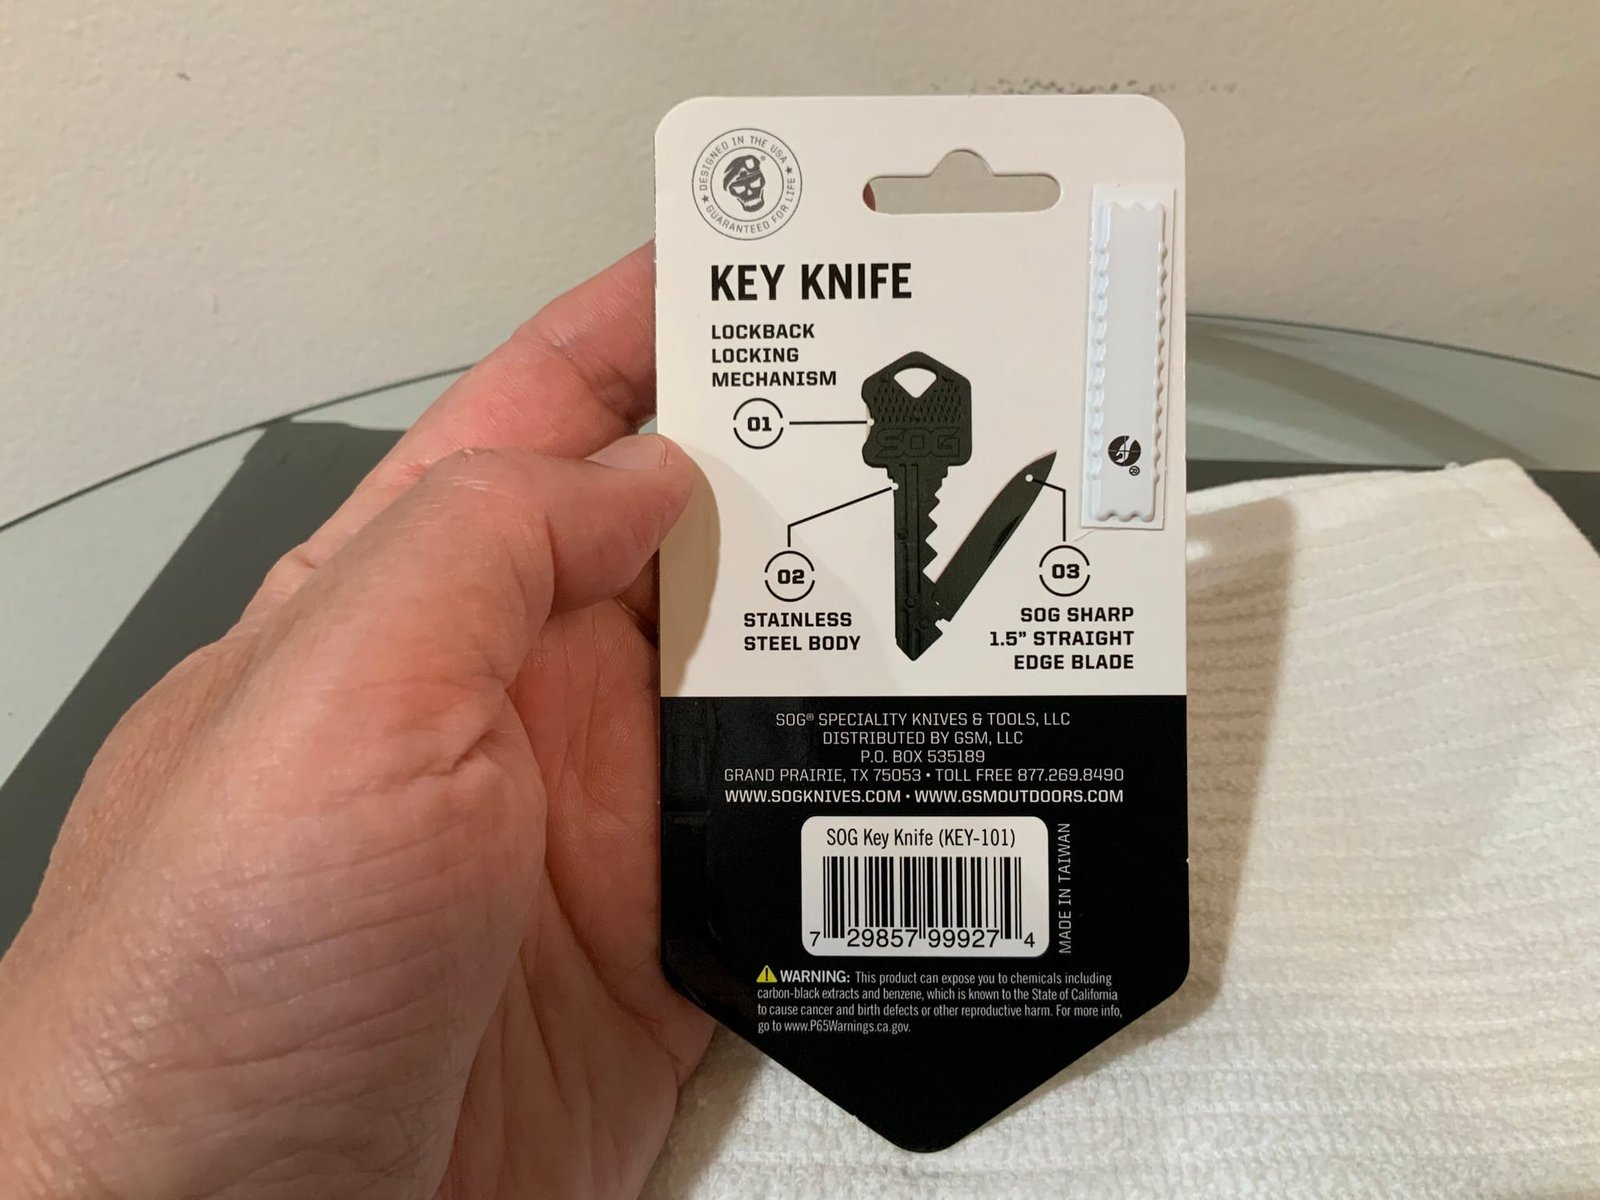 DESIGNED IN THE USA
★ GUARANTEED FOR LIFE ★
KEY KNIFE
LOCKBACK
LOCKING
MECHANISM
01
SOG
02
STAINLESS
STEEL BODY
03
SOG SHARP
1.5” STRAIGHT
EDGE BLADE
SOG® SPECIALITY KNIVES & TOOLS, LLC
DISTRIBUTED BY GSM, LLC
P.O. BOX 535189
GRAND PRAIRIE, TX 75053 • TOLL FREE 877.269.8490
WWW.SOGKNIVES.COM • WWW.GSMOUTDOORS.COM
SOG Key Knife (KEY-101)
7 29857 99927 4
MADE IN TAIWAN
WARNING: This product can expose you to chemicals including
carbon-black extracts and benzene, which is known to the State of California
to cause cancer and birth defects or other reproductive harm. For more info,
go to www.P65Warnings.ca.gov.